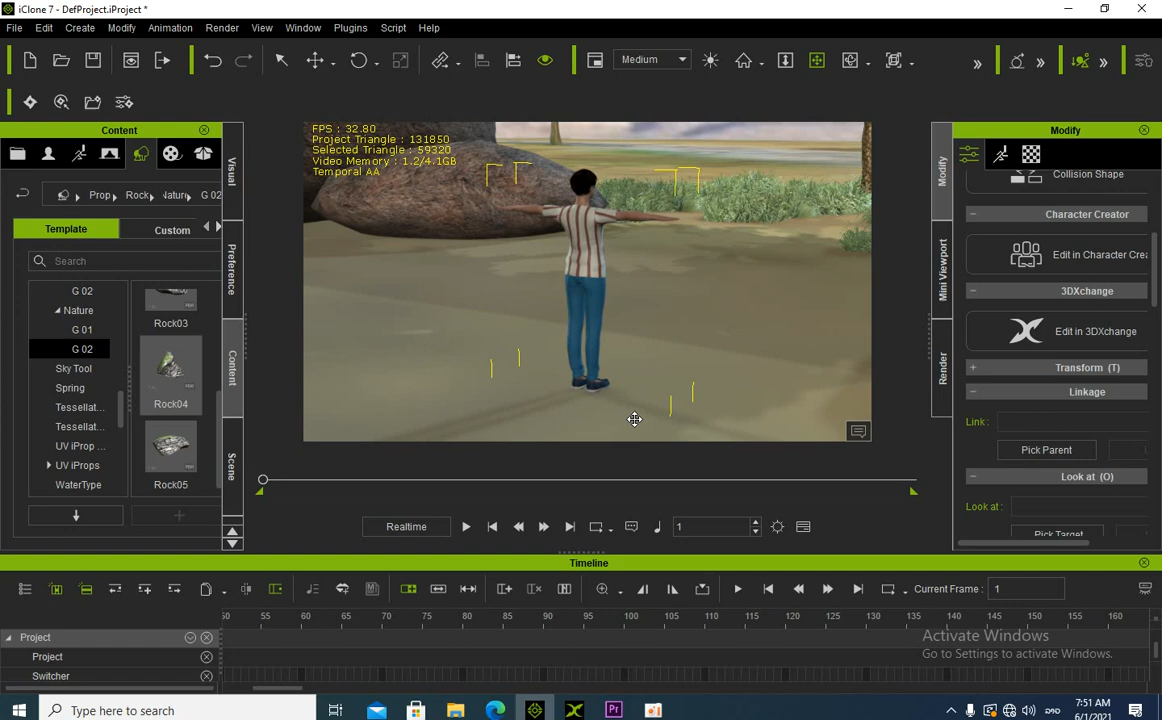 iClone 7 - DefProject.iProject *
File Edit Create Modify Animation Render View Window Plugins Script Help
Medium
Content
Modify
FPS : 32.80
Project Triangle : 131850
Selected Triangle : 59320
Video Memory : 1.2/4.1GB
Temporal AA
Visual
Preference
Content
Scene
Modify
Mini Viewport
Render
Prop Rock Natur G 02
Template Custom
Search
G 02
Nature
G 01
G 02
Sky Tool
Spring
Tessellat...
Tessellat...
UV iProp ...
UV iProps
WaterType
Rock03
Rock04
Rock05
Collision Shape
Character Creator
Edit in Character Crea
3DXchange
Edit in 3DXchange
Transform (T)
Linkage
Link :
Pick Parent
Look at (O)
Look at :
Pick Target
Realtime 1
Timeline
Current Frame : 1
50 55 60 65 70 75 80 85 90 95 100 105 110 115 120 125 130 135 140 145 150 155 160
Project
Project
Switcher
Activate Windows
Go to Settings to activate Windows.
Type here to search
7:51 AM
6/1/2021